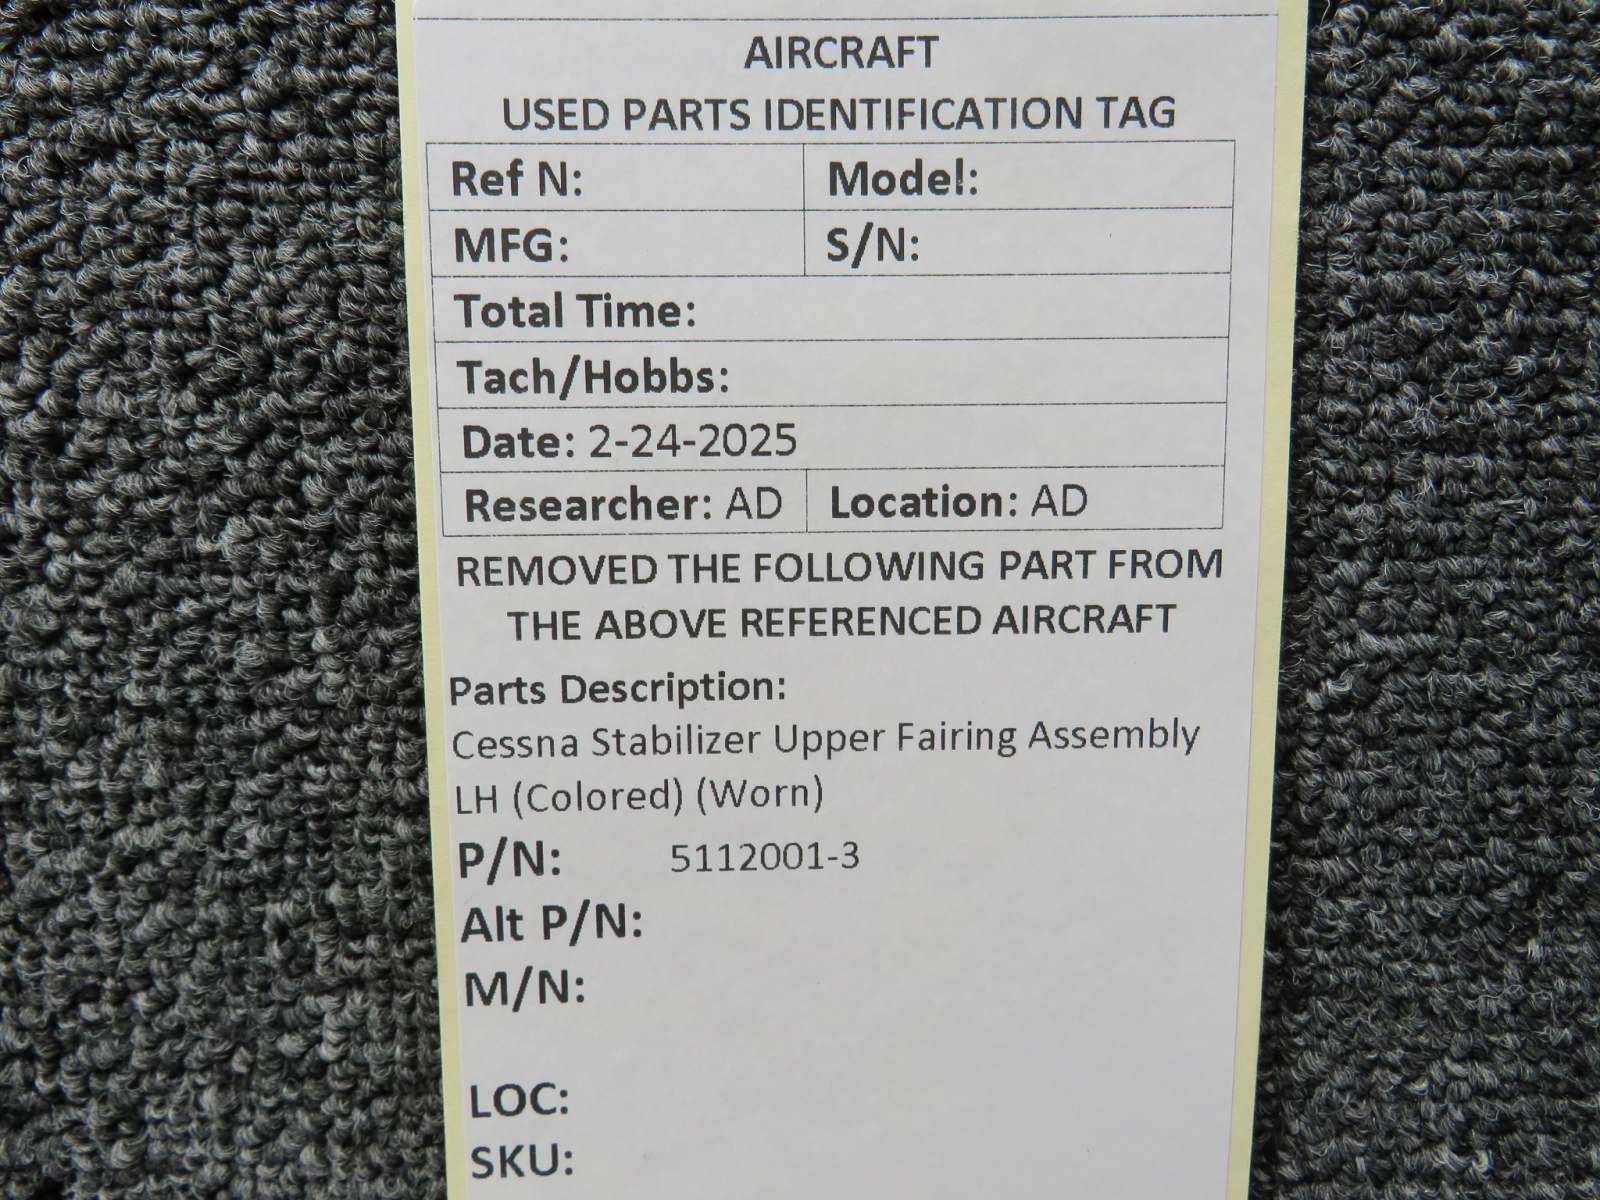 AIRCRAFT
USED PARTS IDENTIFICATION TAG
Ref N: Model:
MFG: S/N:
Total Time:
Tach/Hobbs:
Date: 2-24-2025
Researcher: AD Location: AD
REMOVED THE FOLLOWING PART FROM
THE ABOVE REFERENCED AIRCRAFT
Parts Description:
Cessna Stabilizer Upper Fairing Assembly
LH (Colored) (Worn)
P/N: 5112001-3
Alt P/N:
M/N:
LOC:
SKU: